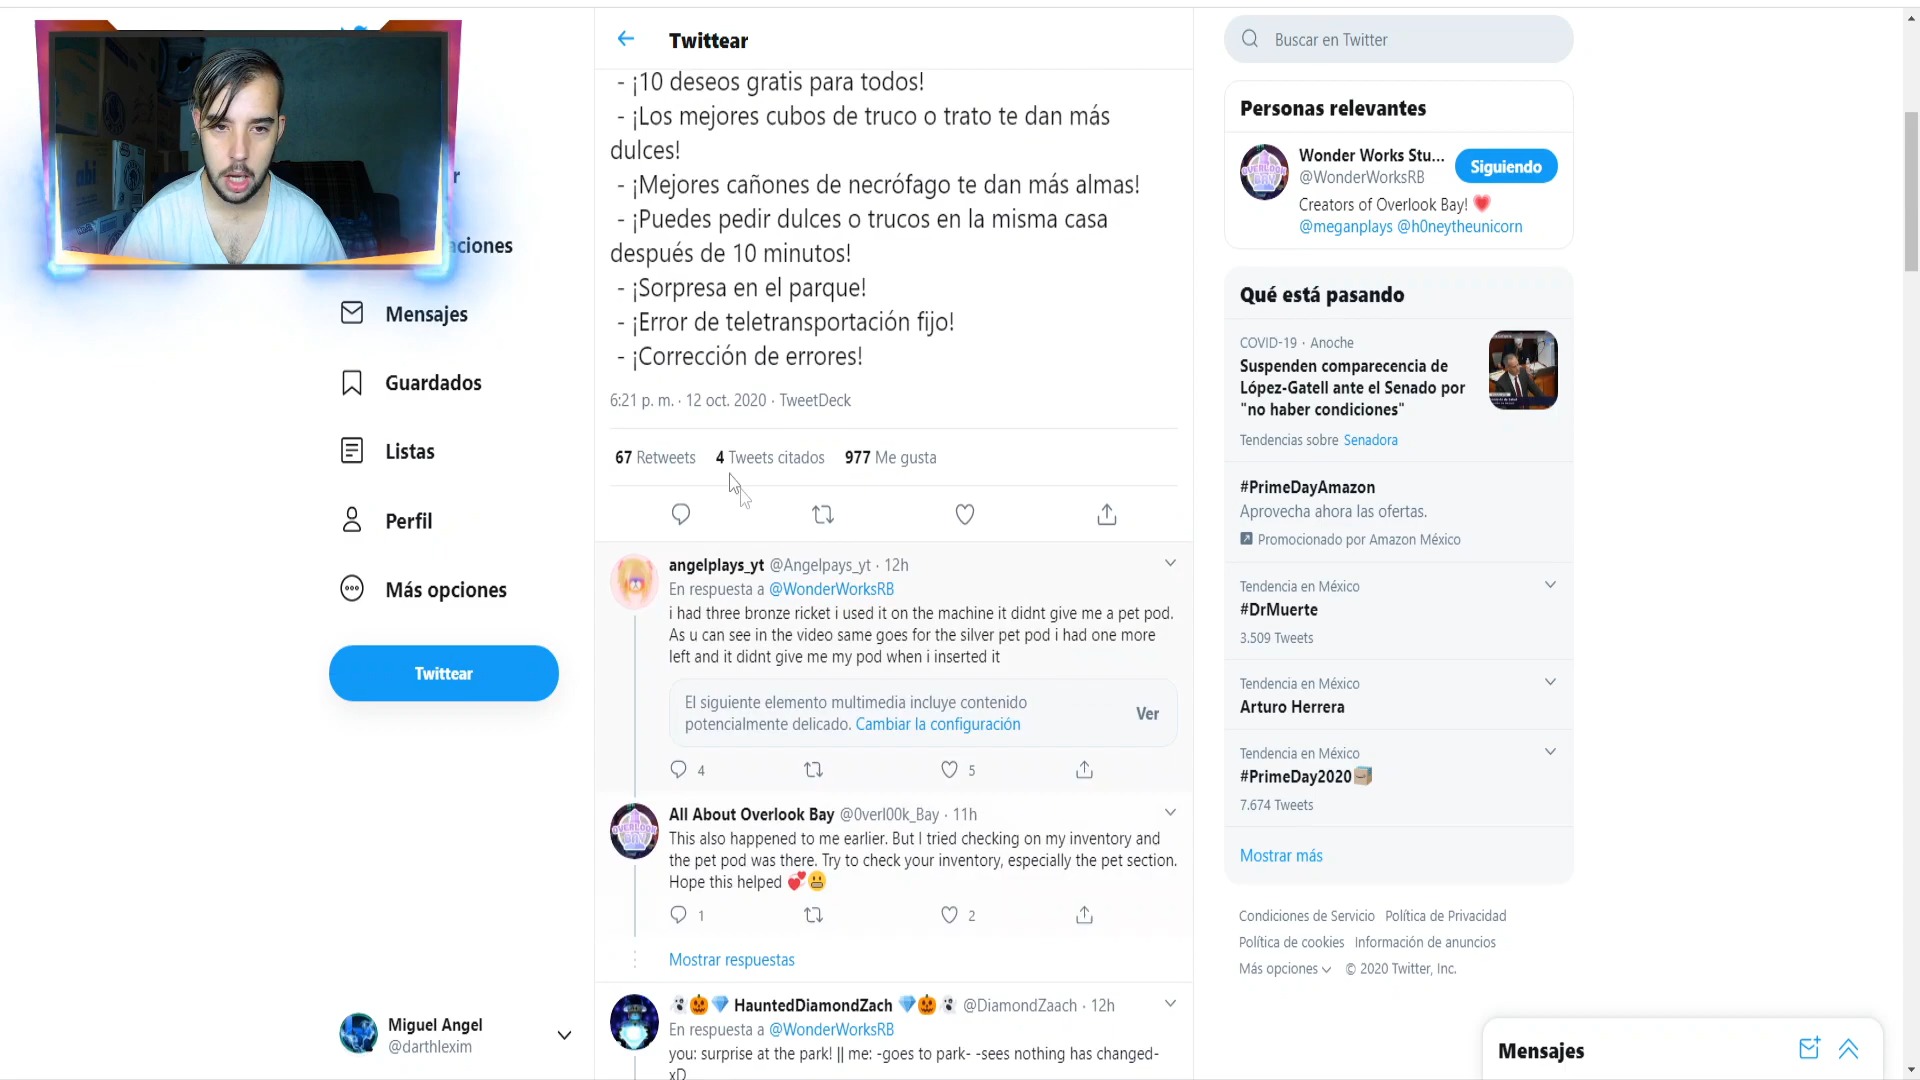 Twittear
Buscar en Twitter
- ¡10 deseos gratis para todos!
- ¡Los mejores cubos de truco o trato te dan más
dulces!
- ¡Mejores cañones de necrófago te dan más almas!
- ¡Puedes pedir dulces o trucos en la misma casa
después de 10 minutos!
- ¡Sorpresa en el parque!
- ¡Error de teletransportación fijo!
- ¡Corrección de errores!
6:21 p. m. · 12 oct. 2020 · TweetDeck
67 Retweets 4 Tweets citados 977 Me gusta
angelplays_yt @Angelpays_yt · 12h
En respuesta a @WonderWorksRB
i had three bronze ricket i used it on the machine it didnt give me a pet pod.
As u can see in the video same goes for the silver pet pod i had one more
left and it didnt give me my pod when i inserted it
El siguiente elemento multimedia incluye contenido
potencialmente delicado. Cambiar la configuración
Ver
4 5
All About Overlook Bay @0verl00k_Bay · 11h
This also happened to me earlier. But I tried checking on my inventory and
the pet pod was there. Try to check your inventory, especially the pet section.
Hope this helped 💞😬
1 2
Mostrar respuestas
👻🎃💎 HauntedDiamondZach 💎🎃👻 @DiamondZaach · 12h
En respuesta a @WonderWorksRB
you: surprise at the park! || me: -goes to park- -sees nothing has changed-
xD
ciones
Mensajes
Guardados
Listas
Perfil
Más opciones
Twittear
Miguel Angel
@darthlexim
Personas relevantes
Wonder Works Stu...
@WonderWorksRB
Siguiendo
Creators of Overlook Bay! ❤️
@meganplays @h0neytheunicorn
Qué está pasando
COVID-19 · Anoche
Suspenden comparecencia de
López-Gatell ante el Senado por
"no haber condiciones"
Tendencias sobre Senadora
#PrimeDayAmazon
Aprovecha ahora las ofertas.
Promocionado por Amazon México
Tendencia en México
#DrMuerte
3.509 Tweets
Tendencia en México
Arturo Herrera
Tendencia en México
#PrimeDay2020
7.674 Tweets
Mostrar más
Condiciones de Servicio Política de Privacidad
Política de cookies Información de anuncios
Más opciones © 2020 Twitter, Inc.
Mensajes